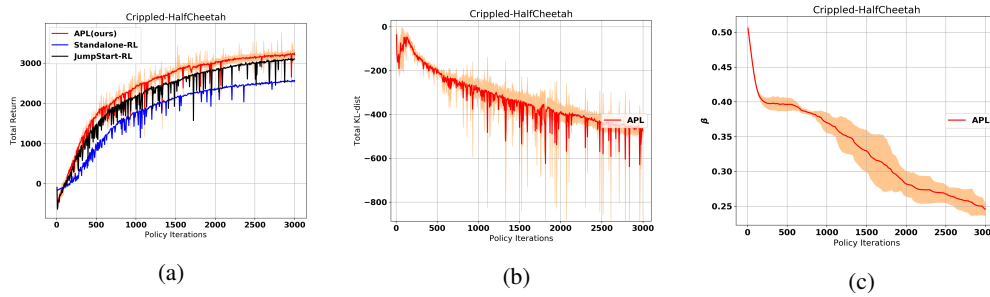 Crippled-HalfCheetah
APL(ours)
Standalone-RL
JumpStart-RL
Total Return
3000
2000
1000
0
0 500 1000 1500 2000 2500 3000
Policy Iterations
(a)
Crippled-HalfCheetah
APL
Total KL-dist
0
−200
−400
−600
−800
0 500 1000 1500 2000 2500 3000
Policy Iterations
(b)
Crippled-HalfCheetah
APL
β
0.50
0.45
0.40
0.35
0.30
0.25
0 500 1000 1500 2000 2500 3000
Policy Iterations
(c)